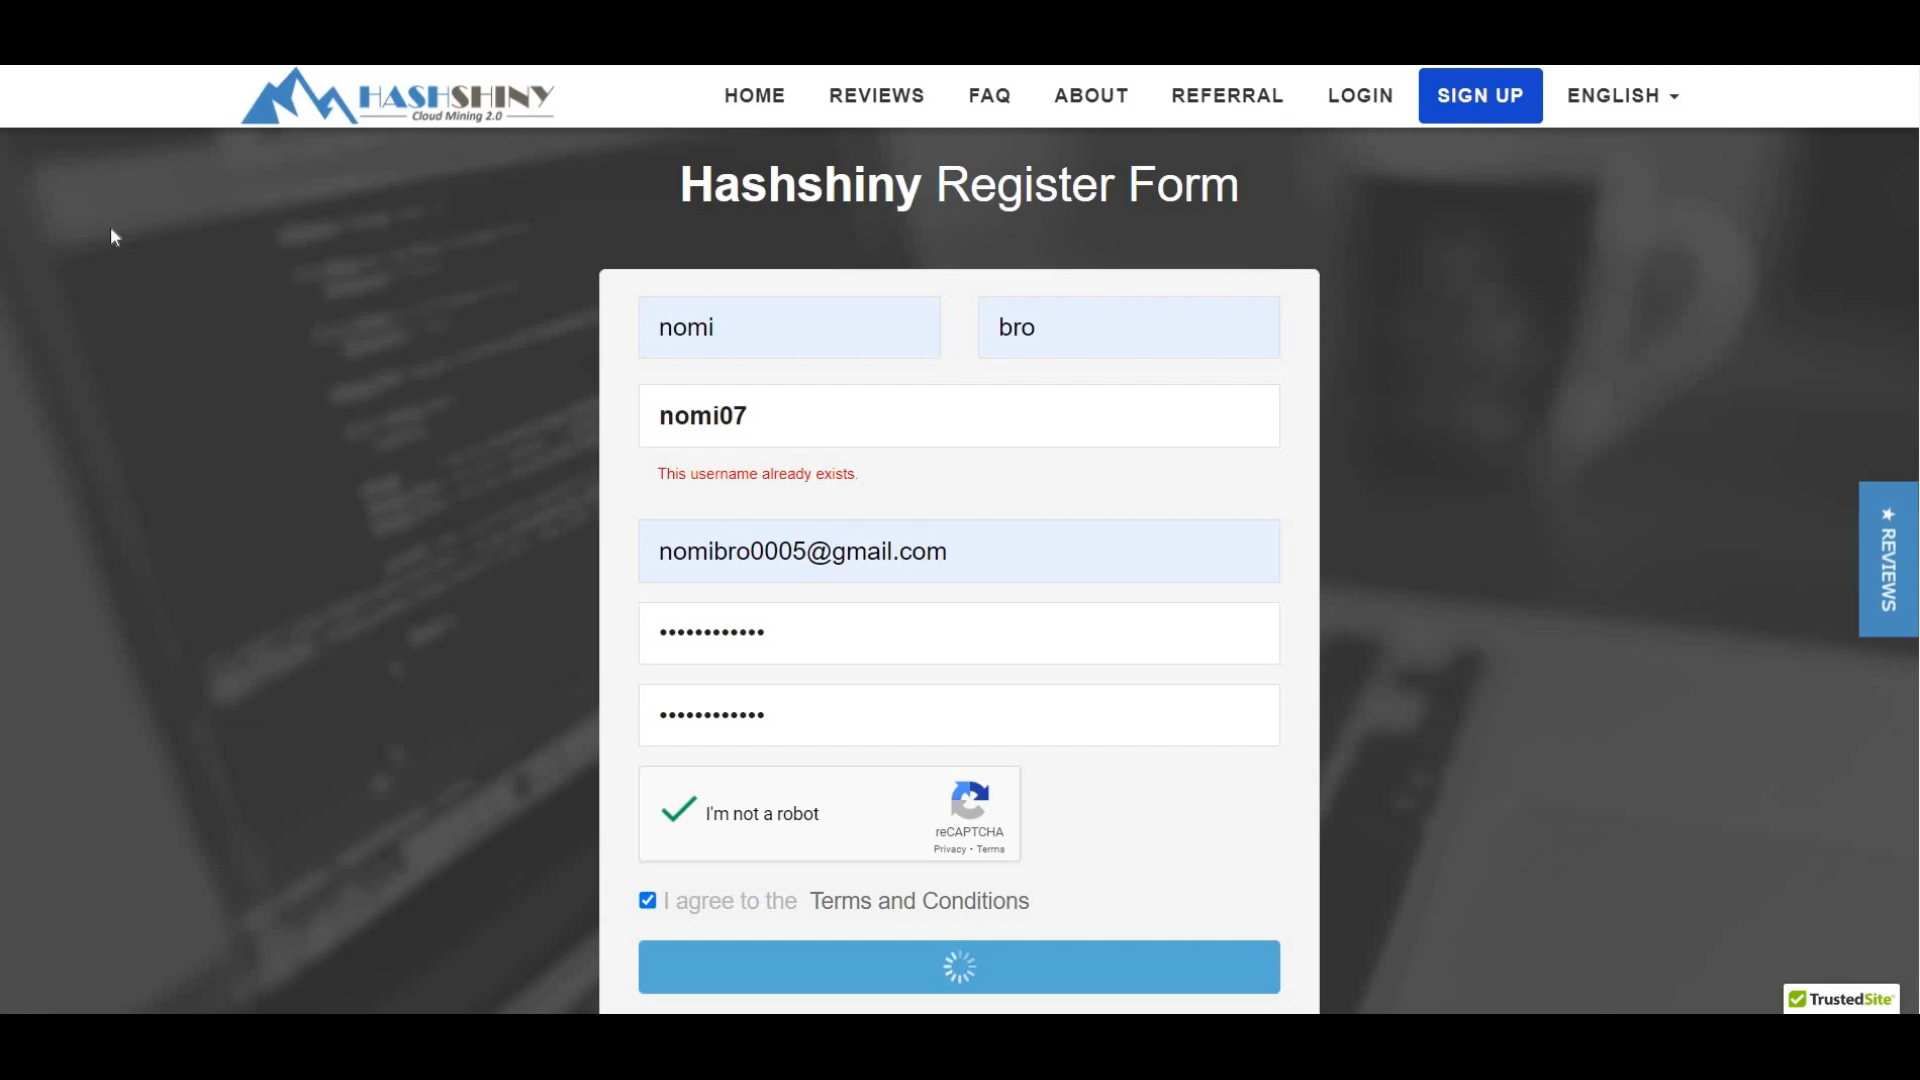 HASHSHINY
Cloud Mining 2.0
HOME REVIEWS FAQ ABOUT REFERRAL LOGIN SIGN UP ENGLISH
Hashshiny Register Form
nomi bro
nomi07
This username already exists.
nomibro0005@gmail.com
••••••••••••
••••••••••••
I'm not a robot
reCAPTCHA
Privacy • Terms
I agree to the Terms and Conditions
★ REVIEWS
TrustedSite